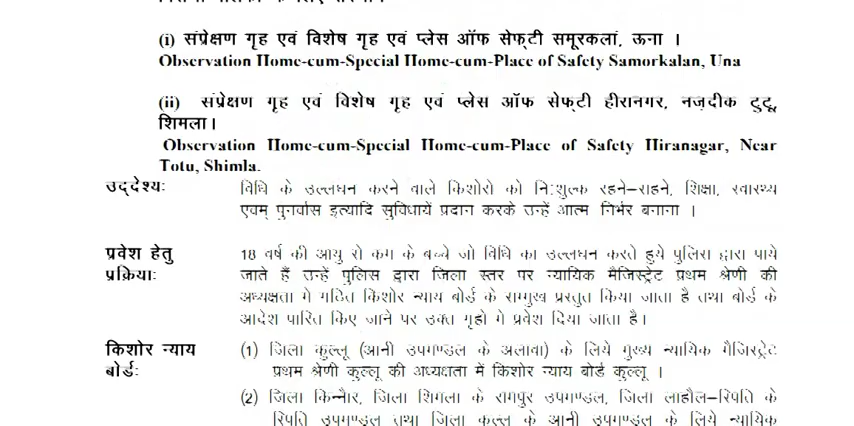 (i) संप्रेक्षण गृह एवं विशेष गृह एवं प्लेस ऑफ सेफ्टी समूरकलां, ऊना ।
Observation Home-cum-Special Home-cum-Place of Safety Samorkalan, Una
(ii) संप्रेक्षण गृह एवं विशेष गृह एवं प्लेस ऑफ सेफ्टी हीरानगर, नज़दीक टुटू,
शिमला।
Observation Home-cum-Special Home-cum-Place of Safety Hiranagar, Near
Totu, Shimla.
उद्देश्यः विधि के उल्लघन करने वाले किशोरो को निःशुल्क रहने–सहने, शिक्षा, स्वास्थ्य
एवम् पुनर्वास इत्यादि सुविधायें प्रदान करके उन्हें आत्म निर्भर बनाना ।
प्रवेश हेतु 18 वर्ष की आयु से कम के बच्चे जो विधि का उल्लघन करते हुये पुलिस द्वारा पाये
प्रक्रियाः जाते हैं उन्हें पुलिस द्वारा जिला स्तर पर न्यायिक मैजिस्ट्रेट प्रथम श्रेणी की
अध्यक्षता मे गठित किशोर न्याय बोर्ड के सम्मुख प्रस्तुत किया जाता है तथा बोर्ड के
आदेश पारित किए जाने पर उक्त गृहो मे प्रवेश दिया जाता है।
किशोर न्याय (1) जिला कुल्लू (आनी उपमण्डल के अलावा) के लिये मुख्य न्यायिक मैजिस्ट्रेट
बोर्डः प्रथम श्रेणी कुल्लू की अध्यक्षता में किशोर न्याय बोर्ड कुल्लू ।
(2) जिला किन्नौर, जिला शिमला के रामपुर उपमण्डल, जिला लाहौल–स्पिति के
स्पिति उपमण्डल तथा जिला कुल्लू के आनी उपमण्डल के लिये न्यायिक